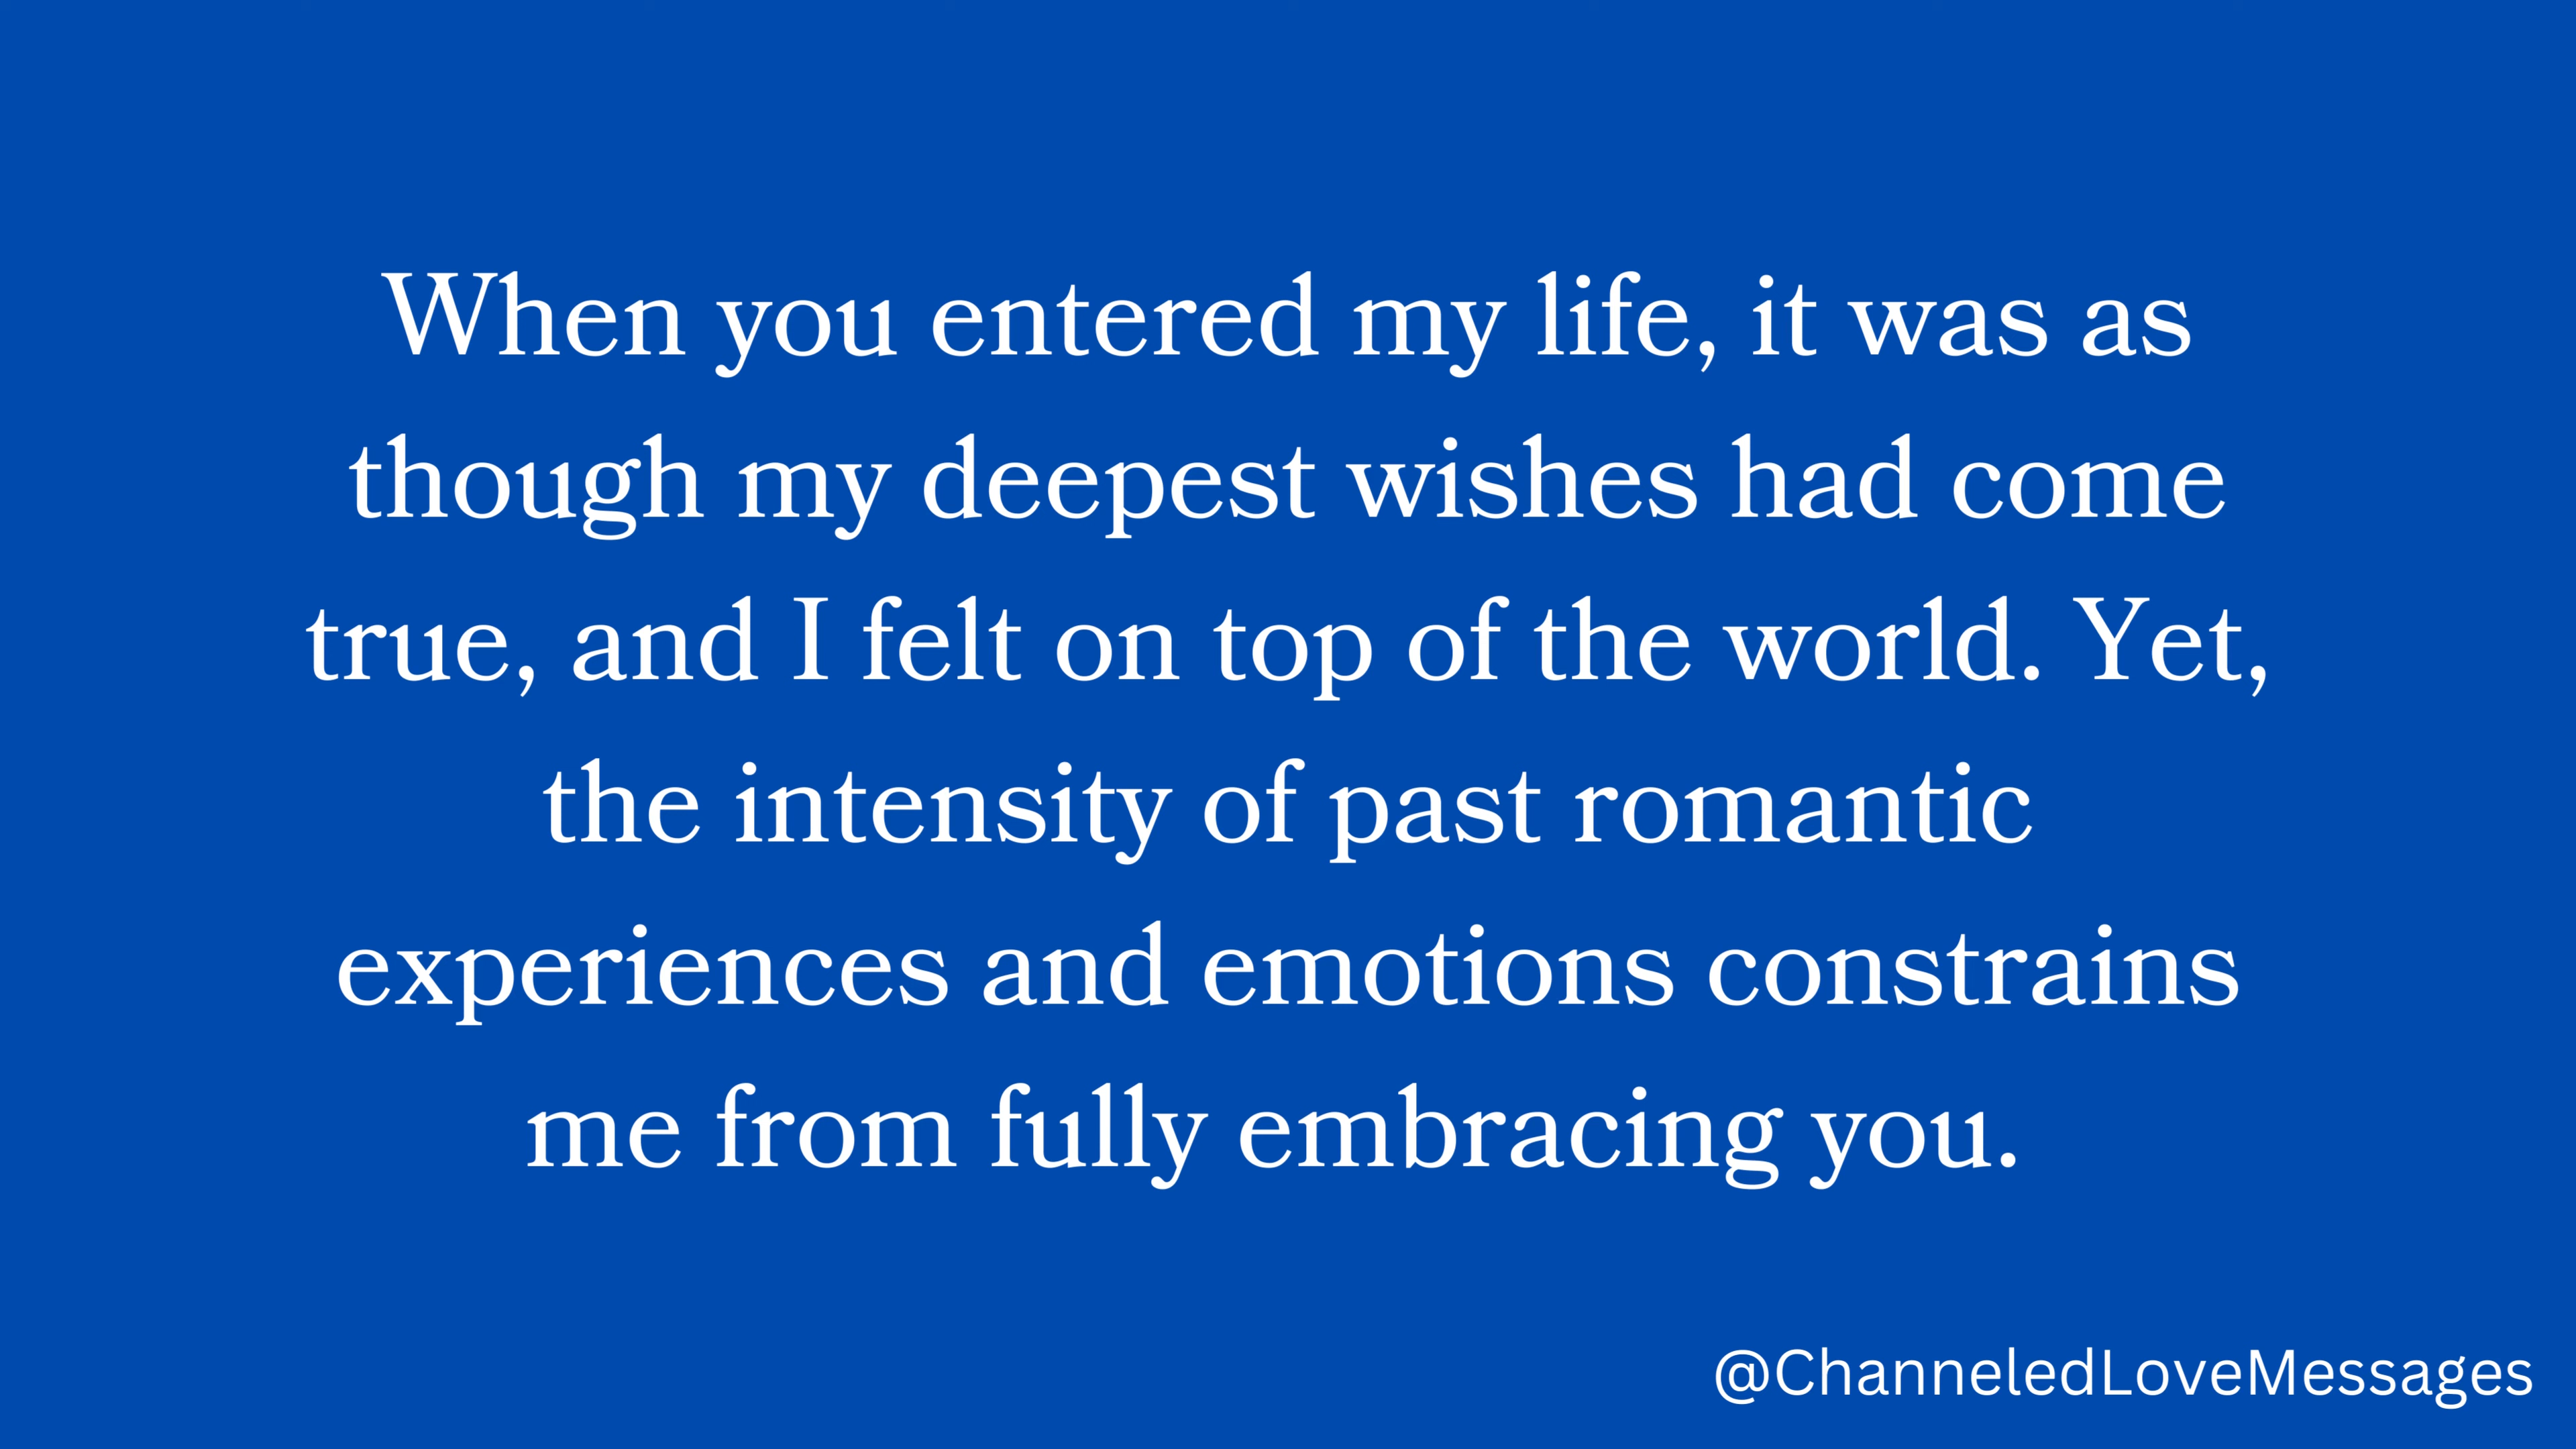 When you entered my life, it was as
though my deepest wishes had come
true, and I felt on top of the world. Yet,
the intensity of past romantic
experiences and emotions constrains
me from fully embracing you.
@ChanneledLoveMessages